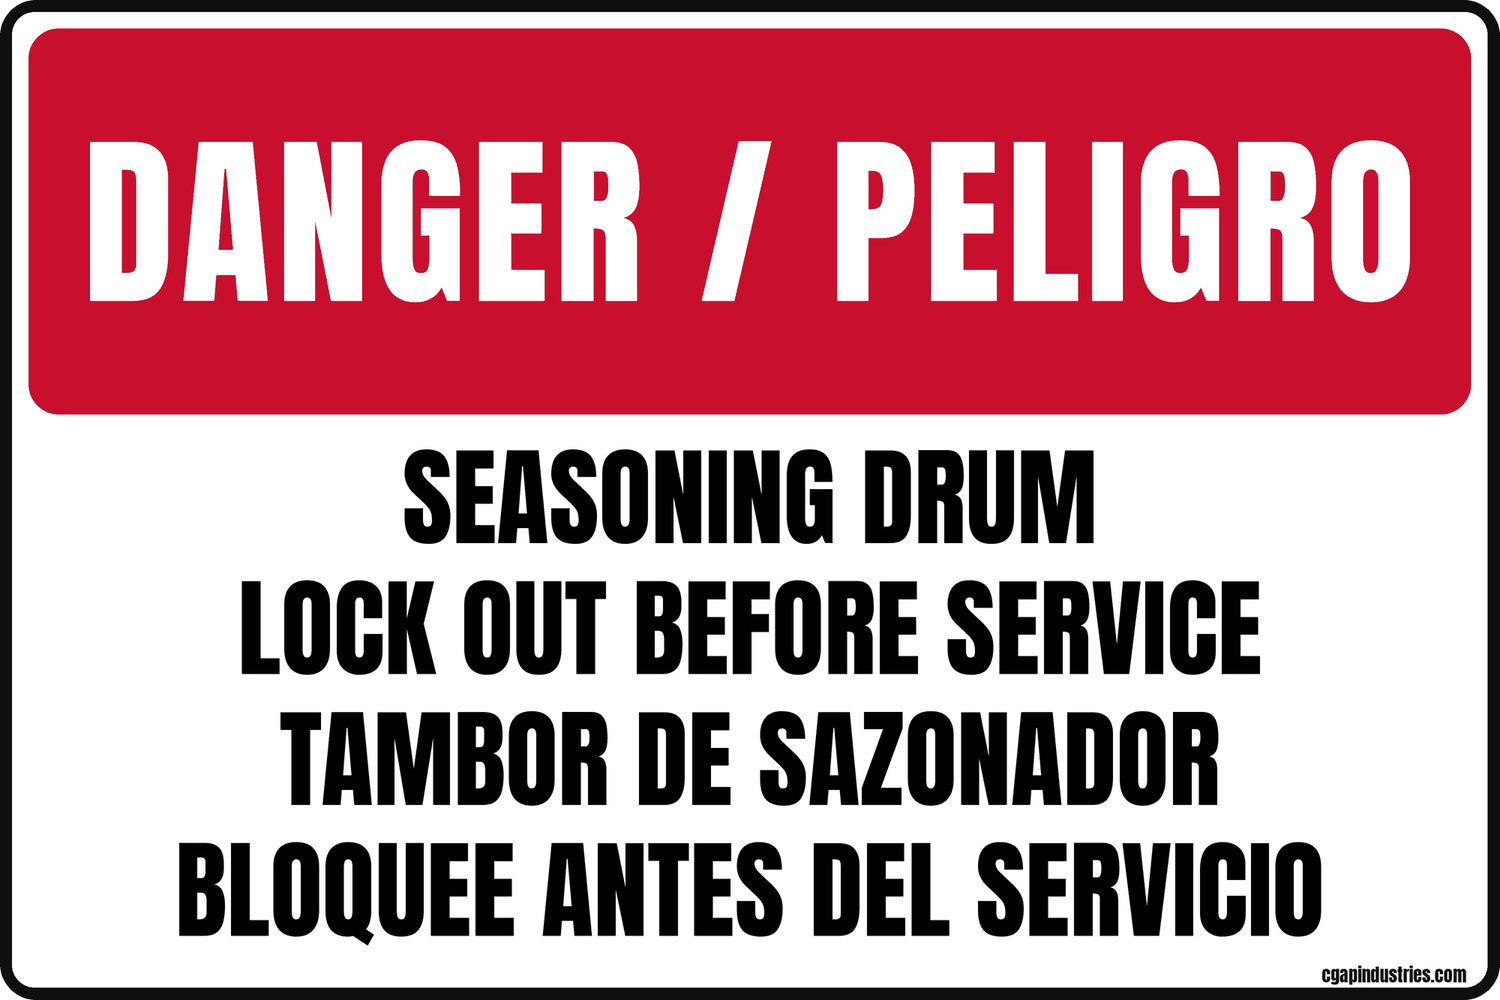 DANGER / PELIGRO
SEASONING DRUM
LOCK OUT BEFORE SERVICE
TAMBOR DE SAZONADOR
BLOQUEE ANTES DEL SERVICIO
cgapindustries.com